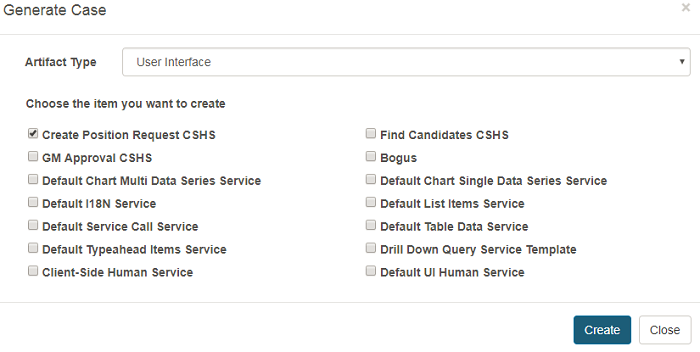 Generate Case ×
Artifact Type User Interface
Choose the item you want to create
Create Position Request CSHS Find Candidates CSHS
GM Approval CSHS Bogus
Default Chart Multi Data Series Service Default Chart Single Data Series Service
Default I18N Service Default List Items Service
Default Service Call Service Default Table Data Service
Default Typeahead Items Service Drill Down Query Service Template
Client-Side Human Service Default UI Human Service
Create Close